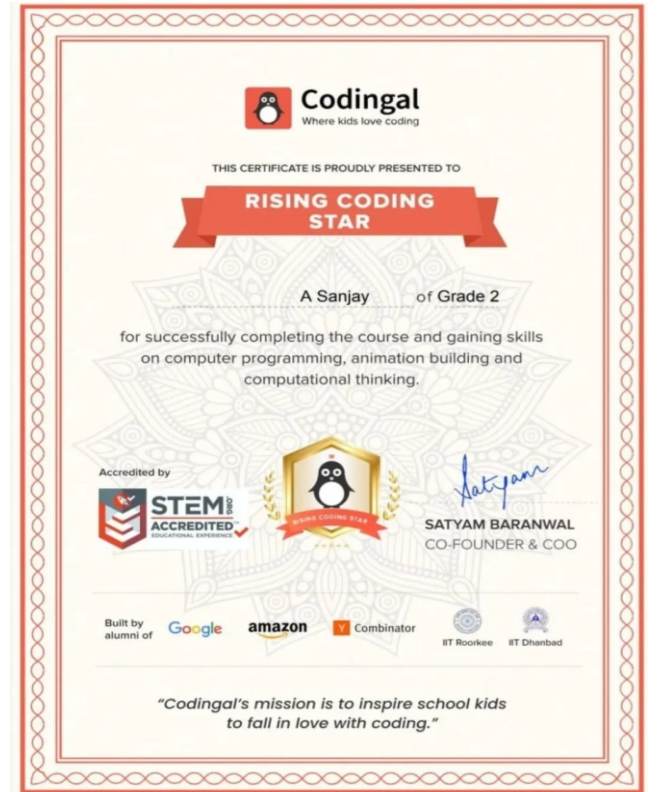 Codingal
Where kids love coding
THIS CERTIFICATE IS PROUDLY PRESENTED TO
RISING CODING
STAR
A Sanjay of Grade 2
for successfully completing the course and gaining skills
on computer programming, animation building and
computational thinking.
Accredited by
STEM.ORG
ACCREDITED™
EDUCATIONAL EXPERIENCE
RISING CODING STAR
Satyam
SATYAM BARANWAL
CO-FOUNDER & COO
Built by
alumni of
Google
amazon
Y Combinator
IIT Roorkee
IIT Dhanbad
“Codingal’s mission is to inspire school kids
to fall in love with coding.”